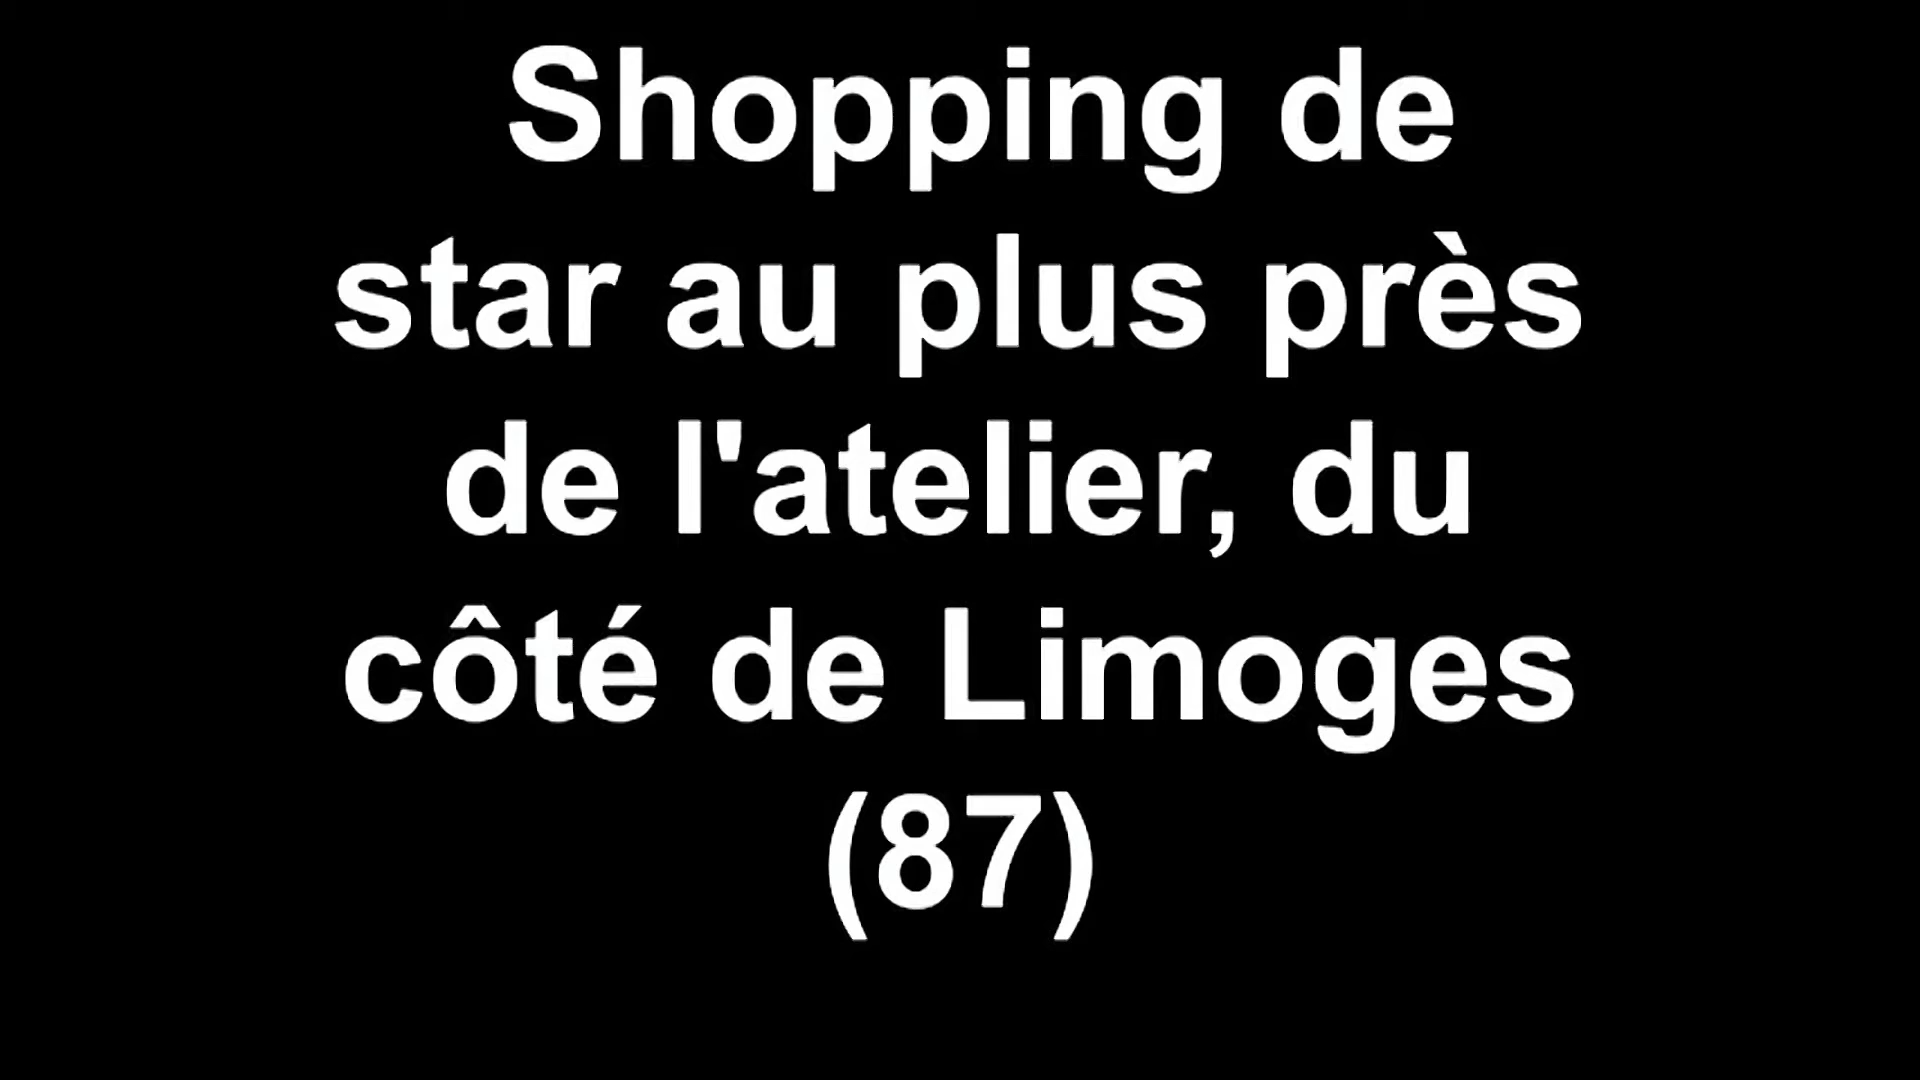 Shopping de
star au plus près
de l'atelier, du
côté de Limoges
(87)